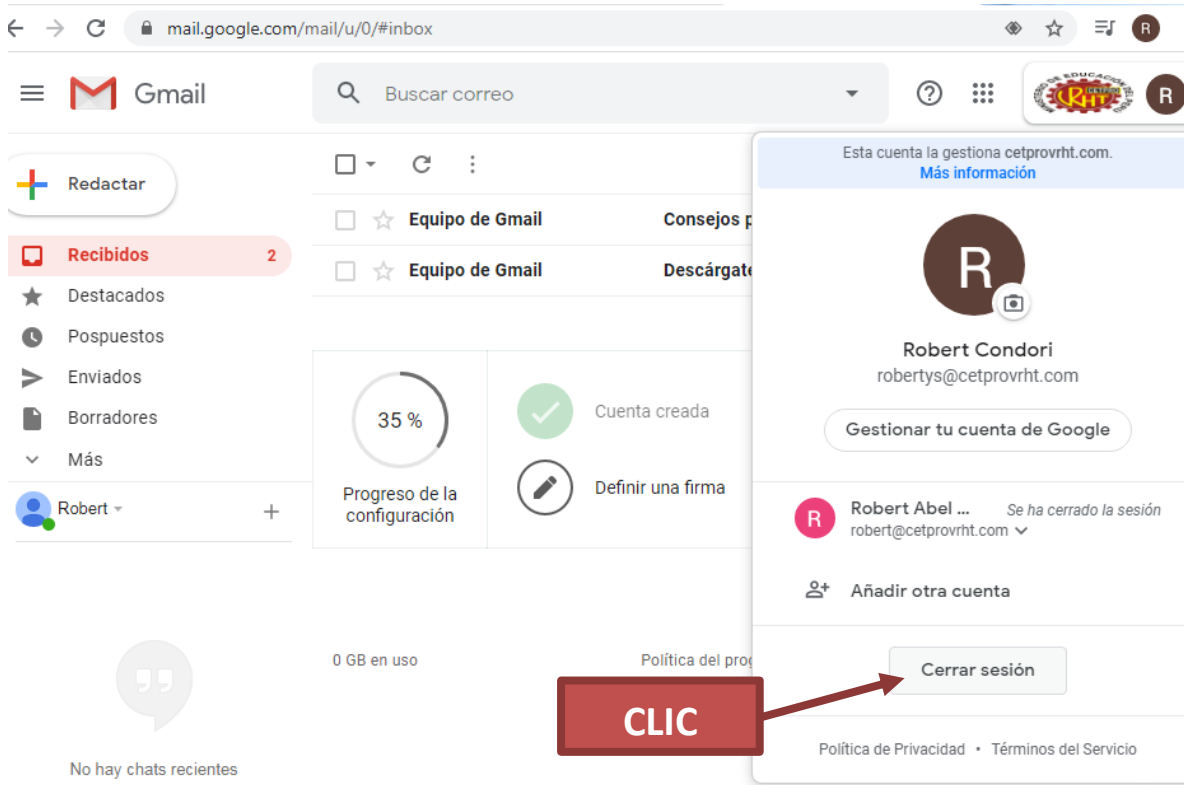 mail.google.com/mail/u/0/#inbox
R
Gmail
Buscar correo
CETPRO
RHT
R
Redactar
Recibidos 2
Destacados
Pospuestos
Enviados
Borradores
Más
Robert
No hay chats recientes
Equipo de Gmail Consejos p
Equipo de Gmail Descárgate
35 %
Progreso de la
configuración
Cuenta creada
Definir una firma
0 GB en uso
Política del prog
CLIC
Esta cuenta la gestiona cetprovrht.com.
Más información
R
Robert Condori
robertys@cetprovrht.com
Gestionar tu cuenta de Google
R
Robert Abel ... Se ha cerrado la sesión
robert@cetprovrht.com
Añadir otra cuenta
Cerrar sesión
Política de Privacidad • Términos del Servicio